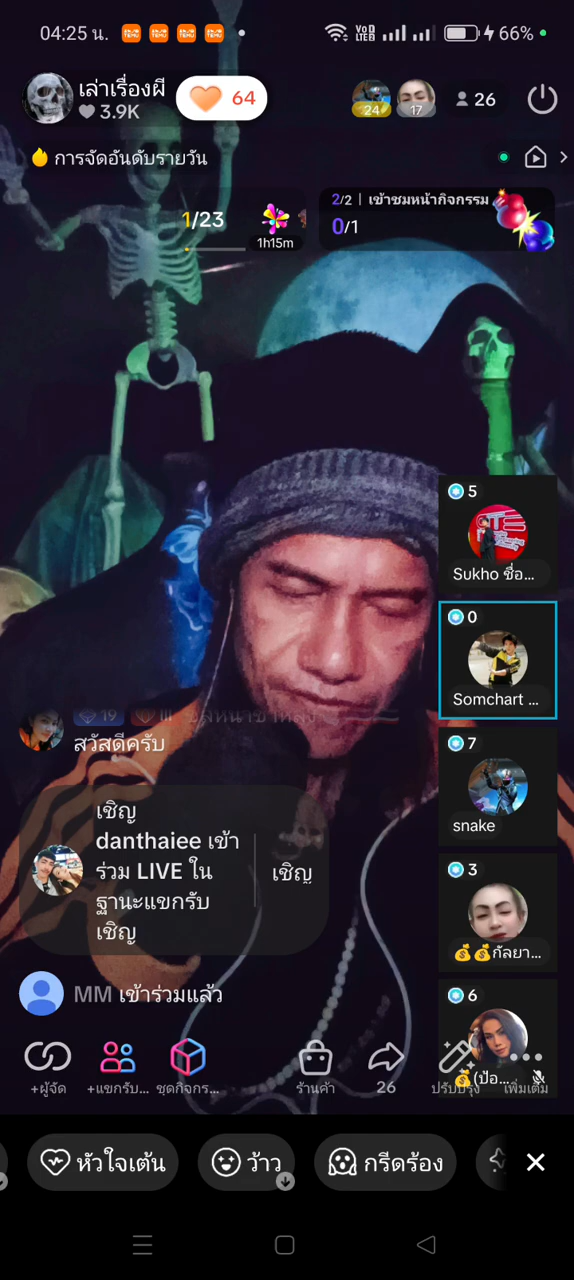 04:25 น.
VoD
LTE
66%
เล่าเรื่องผี
3.9K
64
24
17
26
การจัดอันดับรายวัน
1/23
1h15m
2/2 | เข้าชมหน้ากิจกรรม
0/1
5
Sukho ชื่อ...
0
Somchart ...
7
snake
3
กัลยา...
6
(ป้อ...
19
III
สวัสดีครับ
เชิญ
danthaiee เข้า
ร่วม LIVE ใน
ฐานะแขกรับ
เชิญ
เชิญ
MM เข้าร่วมแล้ว
+ผู้จัด
+แขกรับ...
ชุดกิจกร...
ร้านค้า
26
ปรับปรุง
เพิ่มเติม
หัวใจเต้น
ว้าว
กรีดร้อง